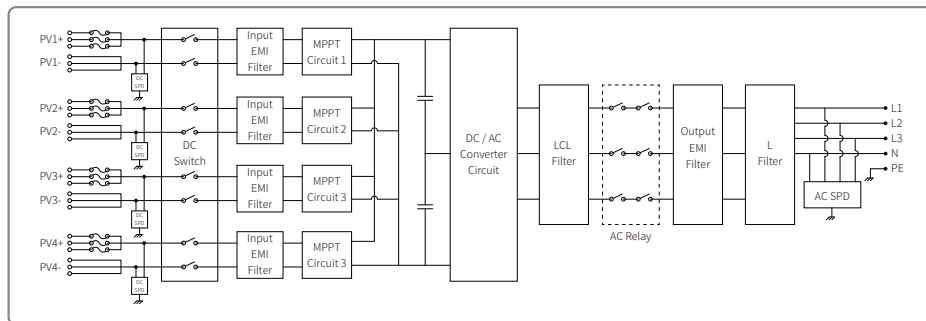 PV1+
PV1-
DC
SPD
Input
EMI
Filter
MPPT
Circuit 1
PV2+
PV2-
DC
SPD
Input
EMI
Filter
MPPT
Circuit 2
DC
Switch
PV3+
PV3-
DC
SPD
Input
EMI
Filter
MPPT
Circuit 3
PV4+
PV4-
DC
SPD
Input
EMI
Filter
MPPT
Circuit 3
DC / AC
Converter
Circuit
LCL
Filter
AC Relay
Output
EMI
Filter
L
Filter
L1
L2
L3
N
PE
AC SPD